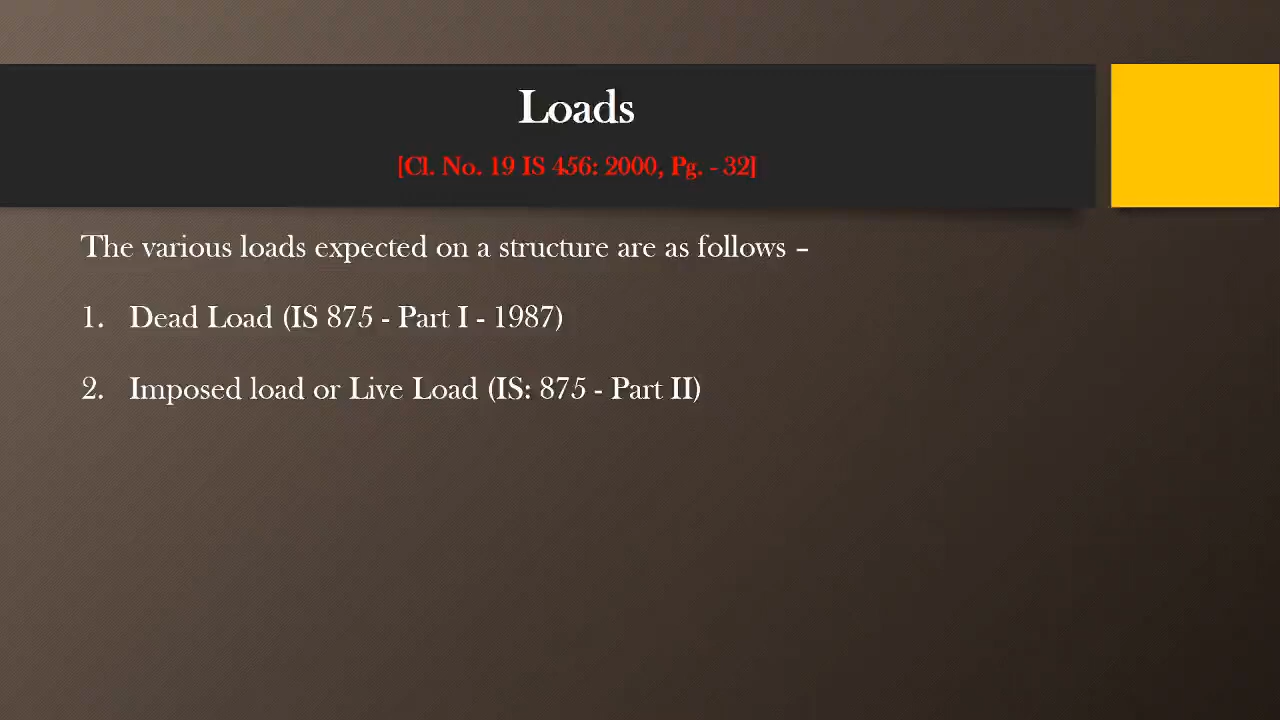 Loads
[Cl. No. 19 IS 456: 2000, Pg. - 32]
The various loads expected on a structure are as follows –
1. Dead Load (IS 875 - Part I - 1987)
2. Imposed load or Live Load (IS: 875 - Part II)